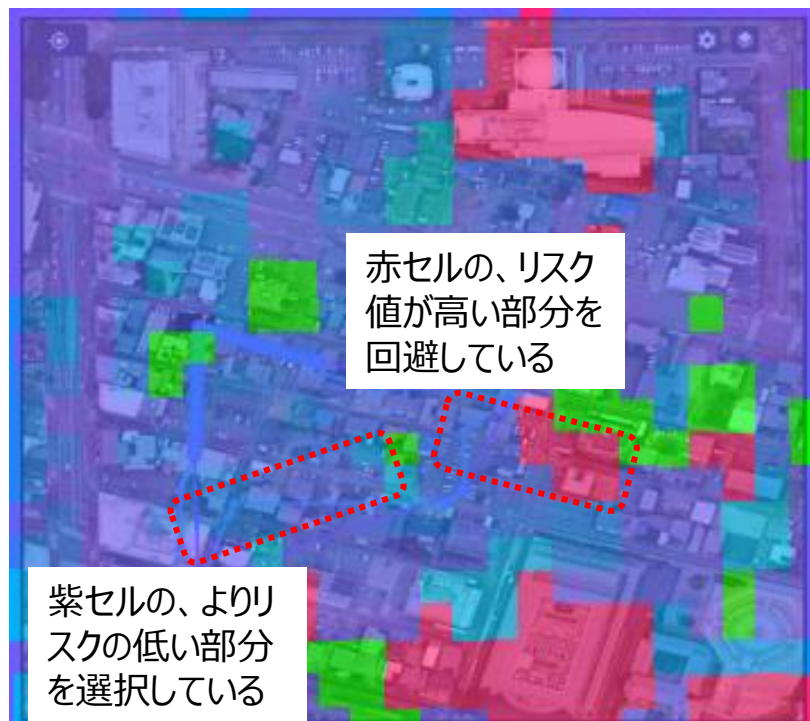 赤セルの、リスク
値が高い部分を
回避している
紫セルの、よりリ
スクの低い部分
を選択している